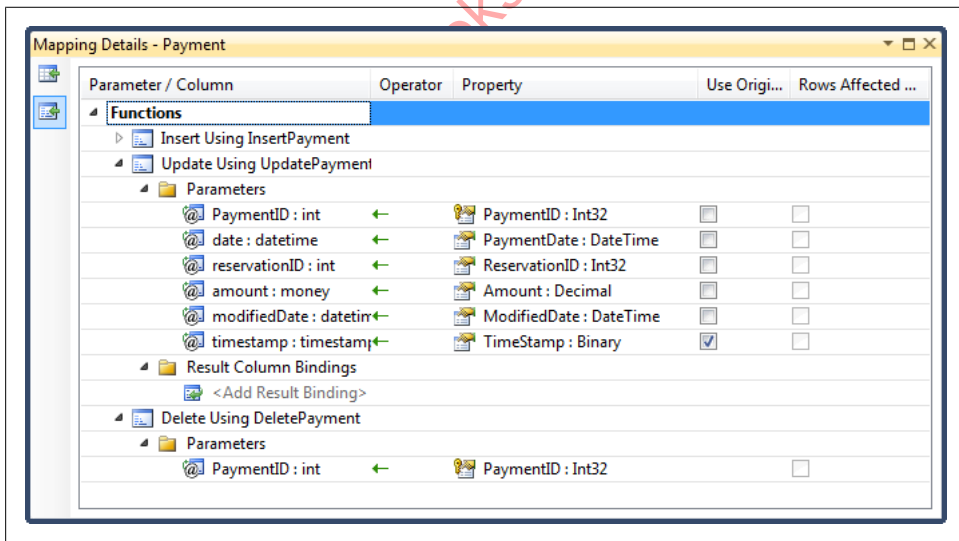 Mapping Details - Payment
Parameter / Column Operator Property Use Origi... Rows Affected ...
Functions
Insert Using InsertPayment
Update Using UpdatePayment
Parameters
PaymentID : int ← PaymentID : Int32
date : datetime ← PaymentDate : DateTime
reservationID : int ← ReservationID : Int32
amount : money ← Amount : Decimal
modifiedDate : datetim ← ModifiedDate : DateTime
timestamp : timestamp ← TimeStamp : Binary
Result Column Bindings
<Add Result Binding>
Delete Using DeletePayment
Parameters
PaymentID : int ← PaymentID : Int32